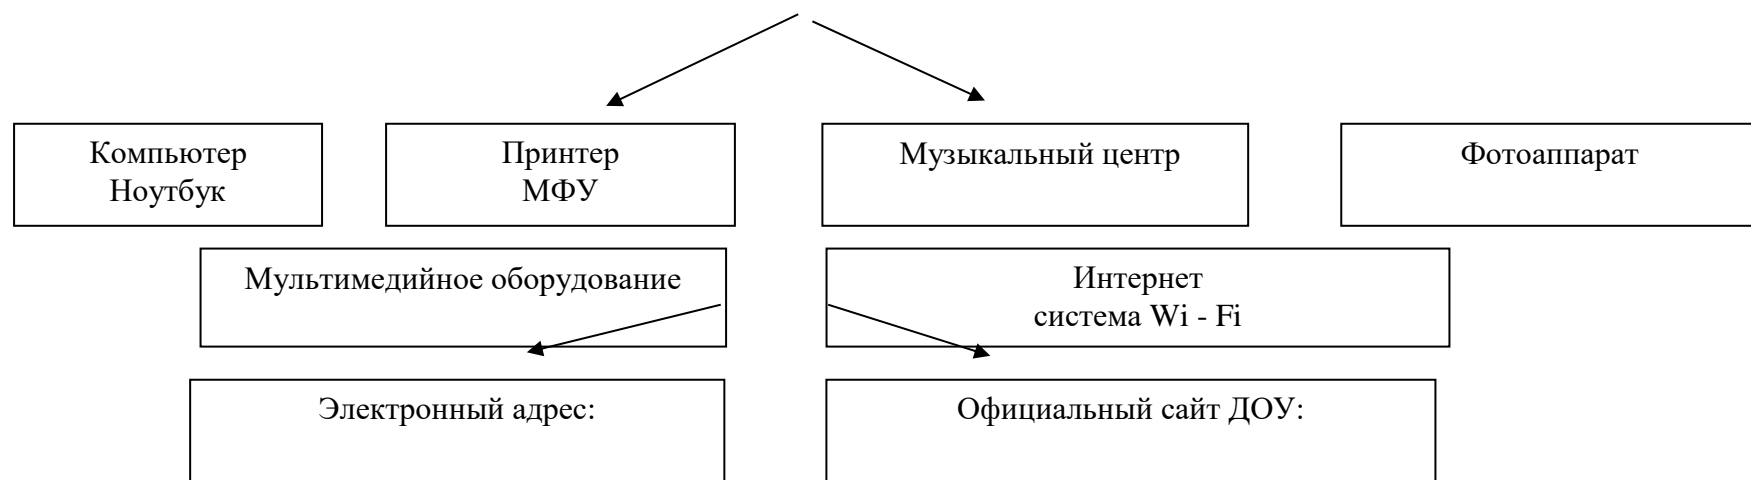 Компьютер
Ноутбук
Принтер
МФУ
Музыкальный центр
Фотоаппарат
Мультимедийное оборудование
Интернет
система Wi - Fi
Электронный адрес:
Официальный сайт ДОУ: